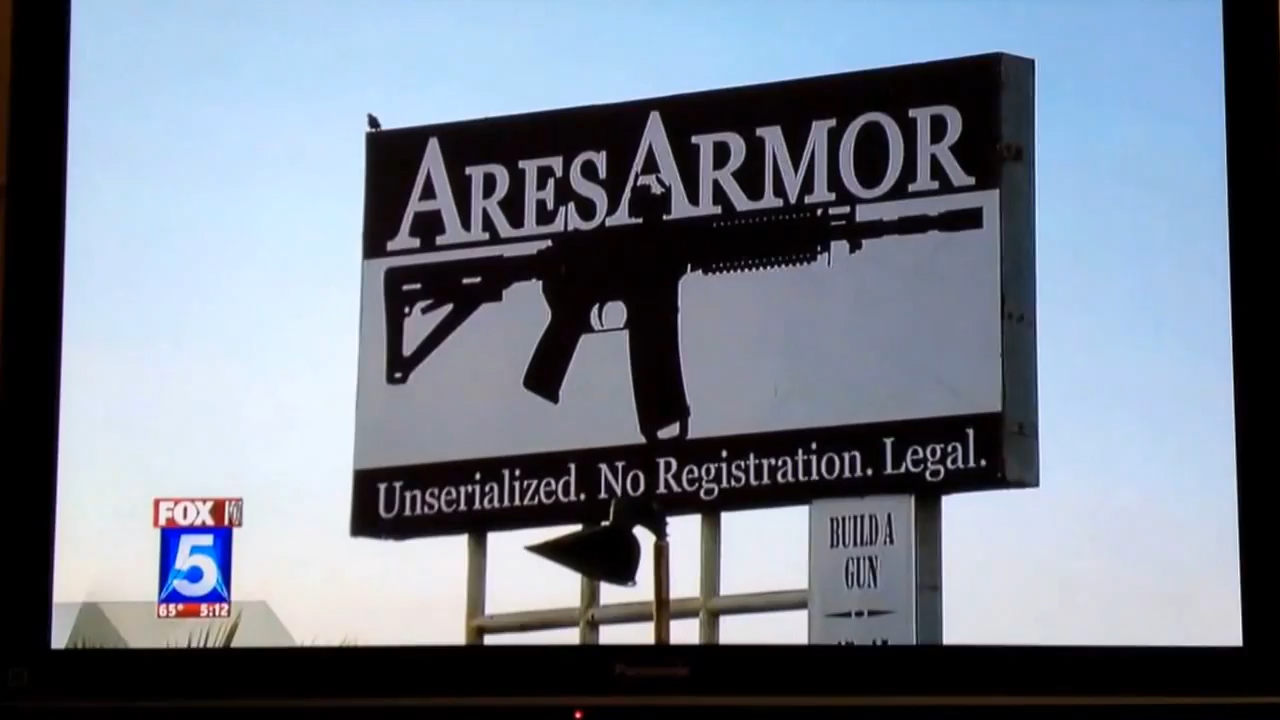 ARESARMOR
Unserialized. No Registration. Legal.
BUILD A
GUN
FOX
5
65° 5:12
Panasonic